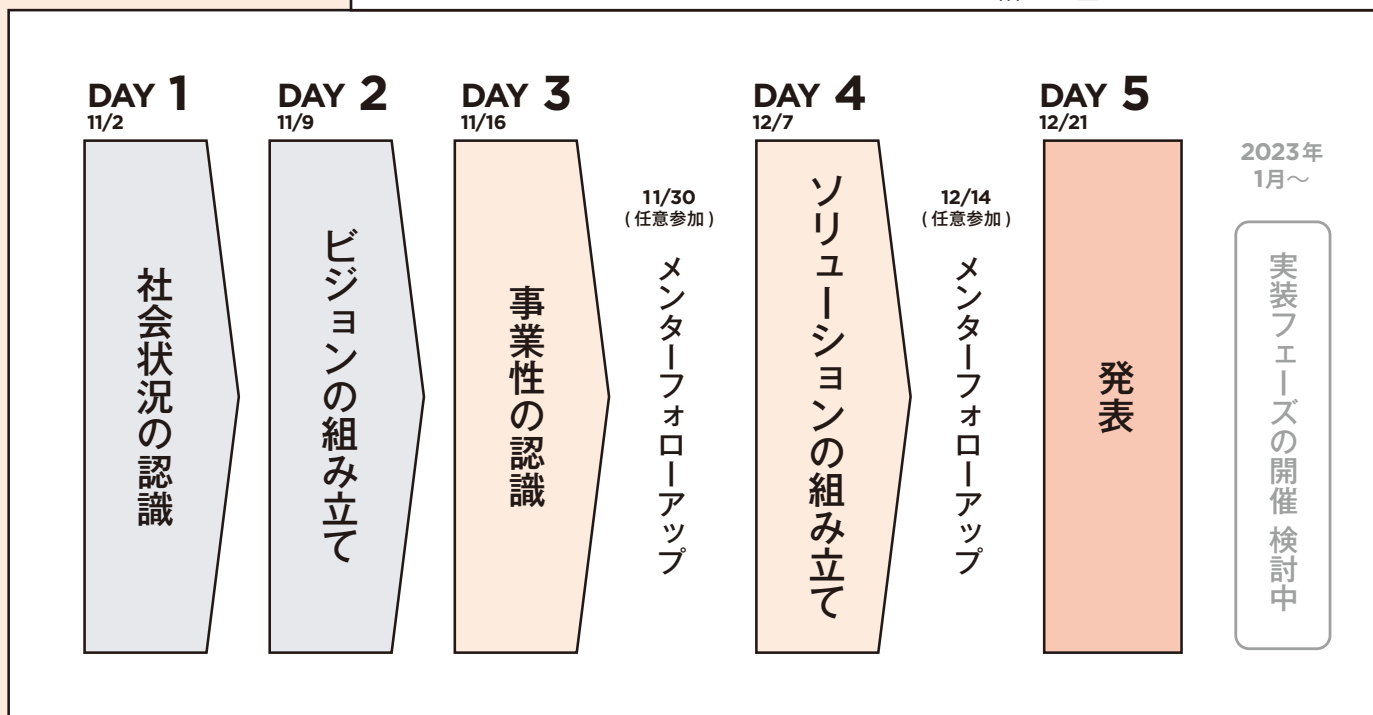 DAY 1
11/2
社会状況の認識
DAY 2
11/9
ビジョンの組み立て
DAY 3
11/16
事業性の認識
11/30
(任意参加)
メンターフォローアップ
DAY 4
12/7
ソリューションの組み立て
12/14
(任意参加)
メンターフォローアップ
DAY 5
12/21
発表
2023年
1月〜
実装フェーズの開催 検討中